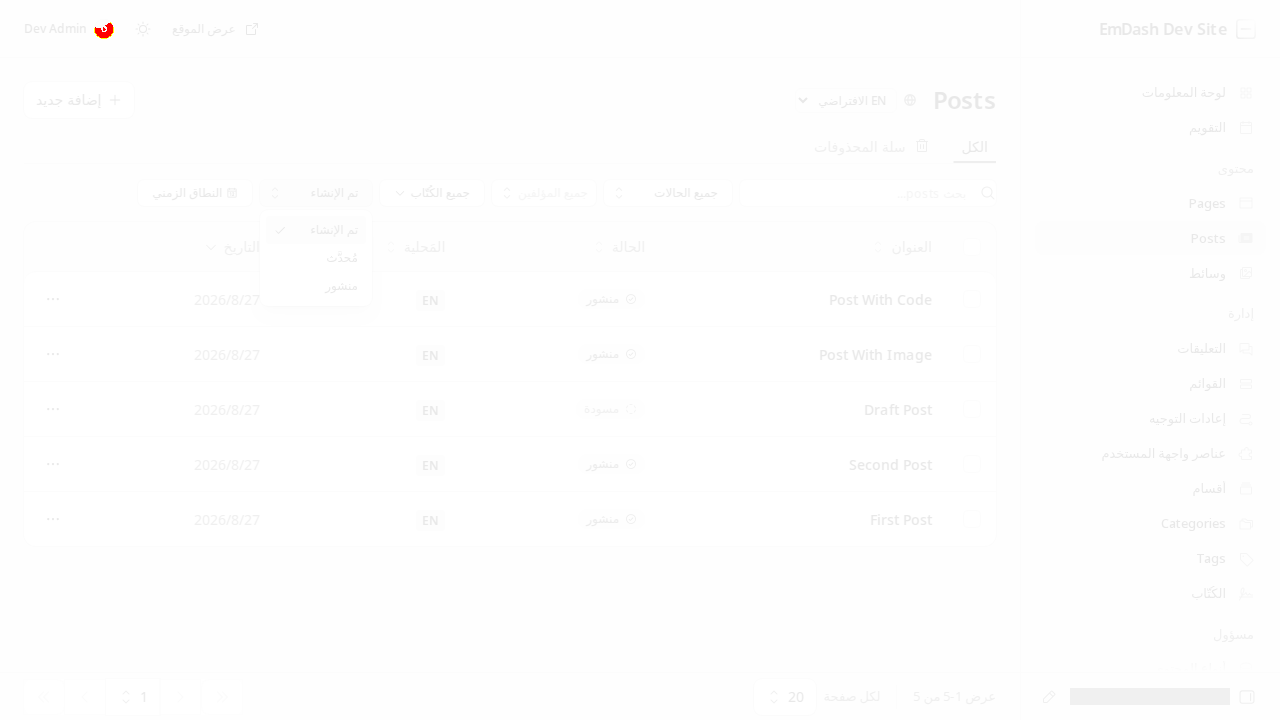 EmDash Dev Site
عرض الموقع
Dev Admin
لوحة المعلومات
التقويم
محتوى
Pages
Posts
وسائط
إدارة
التعليقات
القوائم
إعادات التوجيه
عناصر واجهة المستخدم
أقسام
Categories
Tags
الكُتّاب
مسؤول
Posts
EN الافتراضي
إضافة جديد
الكل
سلة المحذوفات
بحث posts...
جميع الحالات
جميع المؤلفين
جميع الكُتّاب
تم الإنشاء
النطاق الزمني
تم الإنشاء
مُحدَّث
منشور
العنوان الحالة المحلية التاريخ
Post With Code منشور EN 2026/8/27
Post With Image منشور EN 2026/8/27
Draft Post مسودة EN 2026/8/27
Second Post منشور EN 2026/8/27
First Post منشور EN 2026/8/27
عرض 1-5 من 5
لكل صفحة
20
1